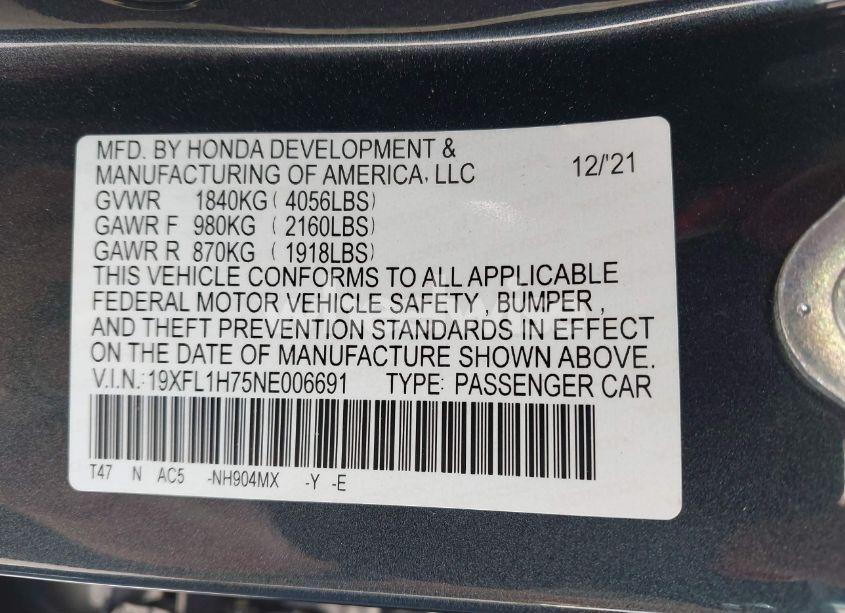 MFD. BY HONDA DEVELOPMENT &
MANUFACTURING OF AMERICA, LLC 12/'21
GVWR 1840KG ( 4056LBS)
GAWR F 980KG ( 2160LBS)
GAWR R 870KG ( 1918LBS)
THIS VEHICLE CONFORMS TO ALL APPLICABLE
FEDERAL MOTOR VEHICLE SAFETY , BUMPER ,
AND THEFT PREVENTION STANDARDS IN EFFECT
ON THE DATE OF MANUFACTURE SHOWN ABOVE.
V.I.N.: 19XFL1H75NE006691 TYPE: PASSENGER CAR
T47 N AC5 -NH904MX -Y -E